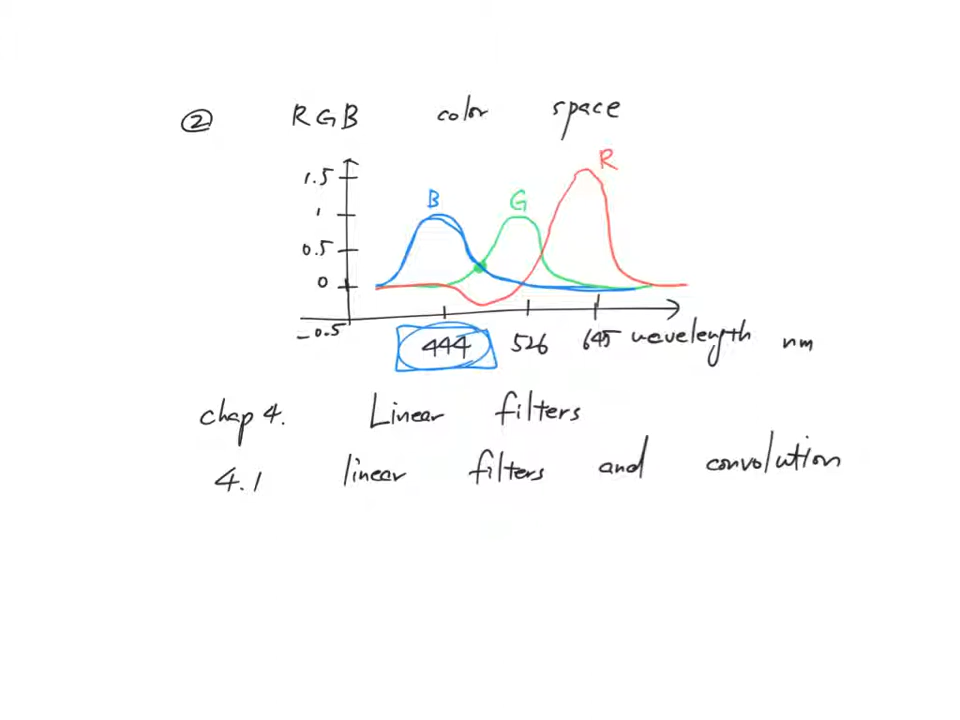 ② RGB color space
R
1.5
B
G
1
0.5
0
-0.5
444 526 645 wavelength nm
chap 4. Linear filters
4.1 linear filters and convolution